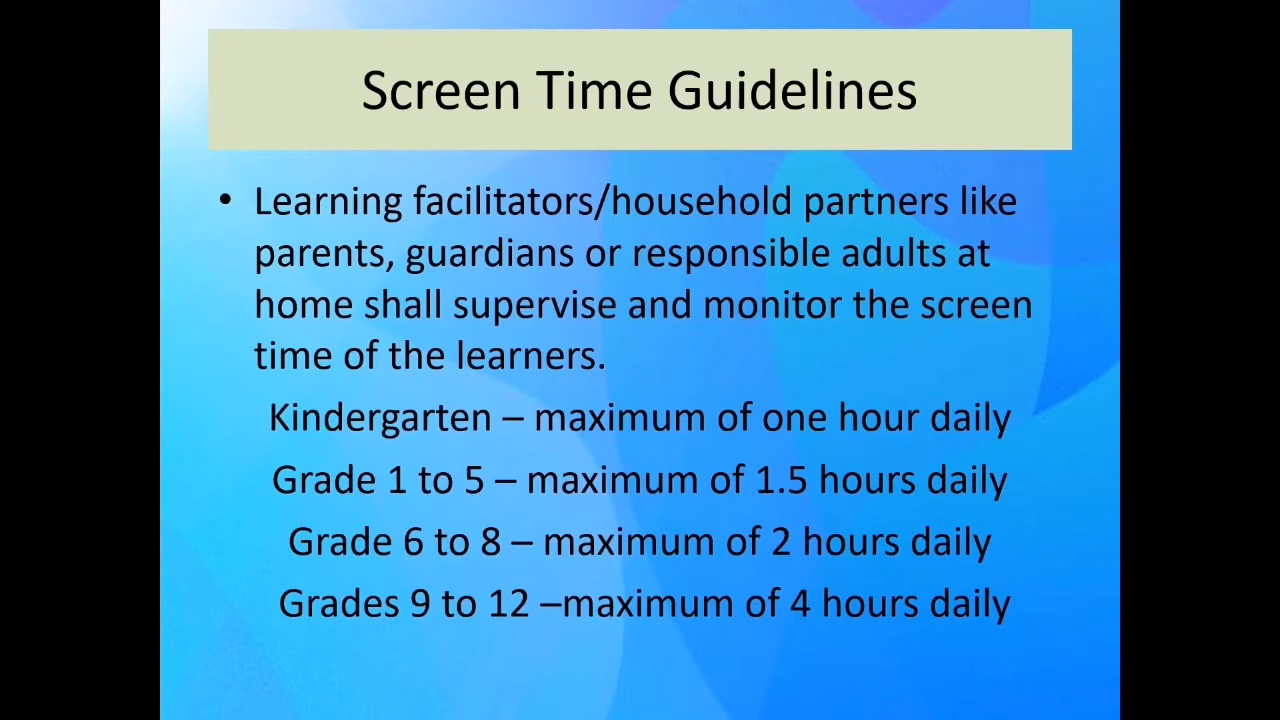 Screen Time Guidelines
• Learning facilitators/household partners like
parents, guardians or responsible adults at
home shall supervise and monitor the screen
time of the learners.
Kindergarten – maximum of one hour daily
Grade 1 to 5 – maximum of 1.5 hours daily
Grade 6 to 8 – maximum of 2 hours daily
Grades 9 to 12 –maximum of 4 hours daily